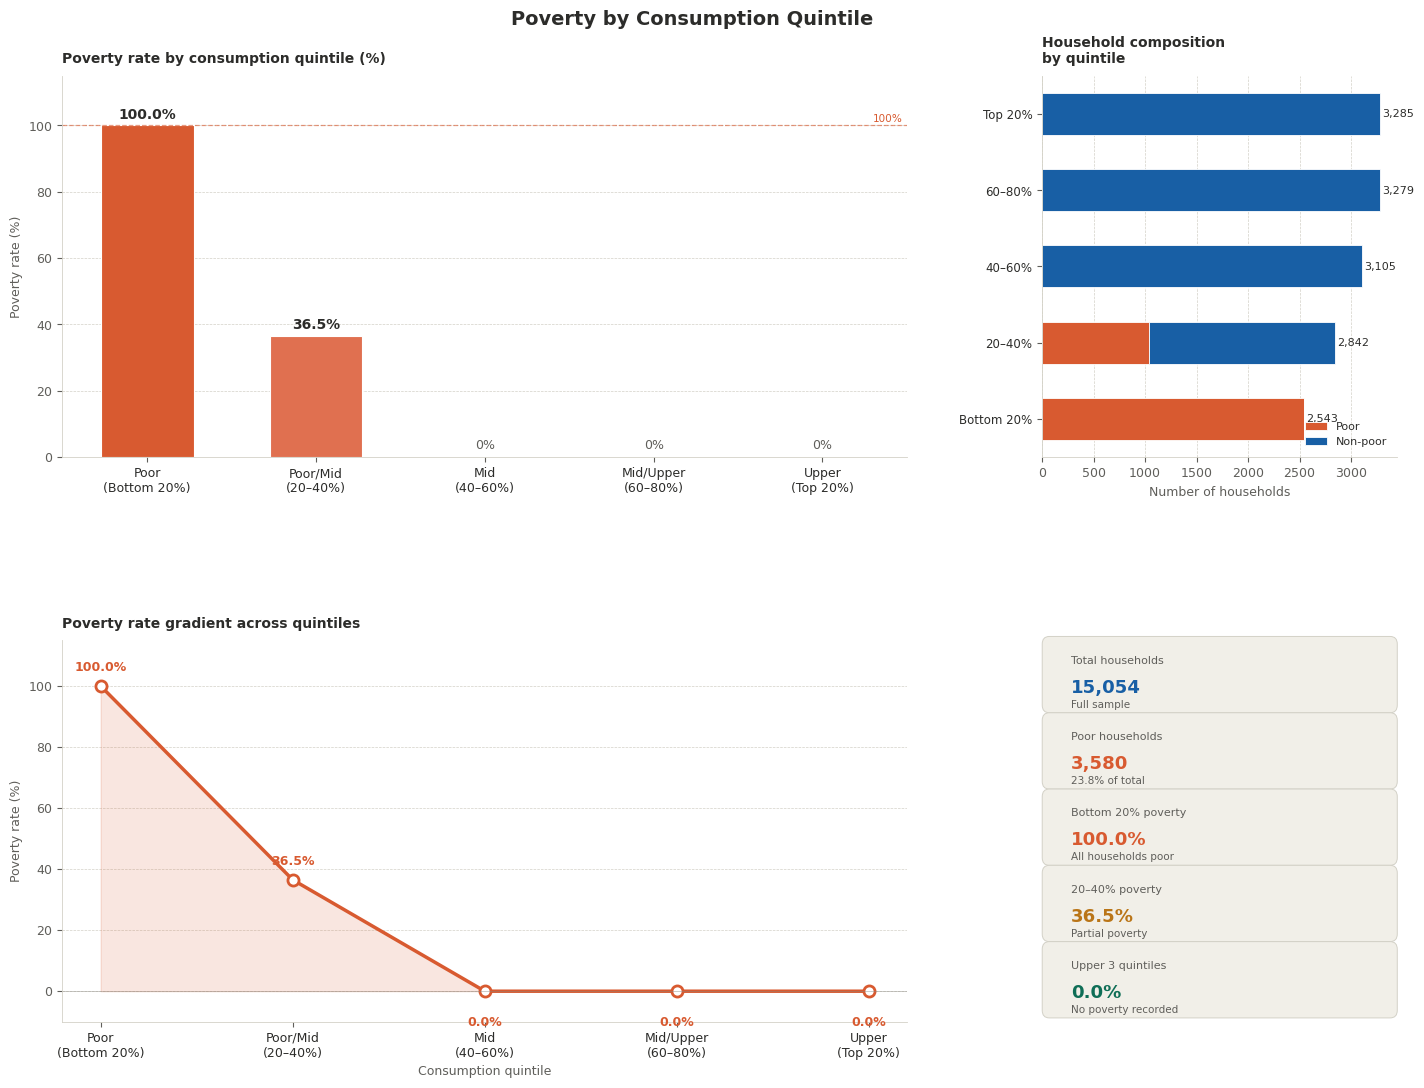 Poverty by Consumption Quintile
Poverty rate by consumption quintile (%)
100.0%
100%
36.5%
0%
0%
0%
100
80
60
40
20
0
Poverty rate (%)
Poor
(Bottom 20%)
Poor/Mid
(20–40%)
Mid
(40–60%)
Mid/Upper
(60–80%)
Upper
(Top 20%)
Household composition
by quintile
Top 20%
3,285
60–80%
3,279
40–60%
3,105
20–40%
2,842
Bottom 20%
2,543
Poor
Non-poor
0
500
1000
1500
2000
2500
3000
Number of households
Poverty rate gradient across quintiles
100.0%
36.5%
0.0%
0.0%
0.0%
100
80
60
40
20
0
Poverty rate (%)
Poor
(Bottom 20%)
Poor/Mid
(20–40%)
Mid
(40–60%)
Mid/Upper
(60–80%)
Upper
(Top 20%)
Consumption quintile
Total households
15,054
Full sample
Poor households
3,580
23.8% of total
Bottom 20% poverty
100.0%
All households poor
20–40% poverty
36.5%
Partial poverty
Upper 3 quintiles
0.0%
No poverty recorded